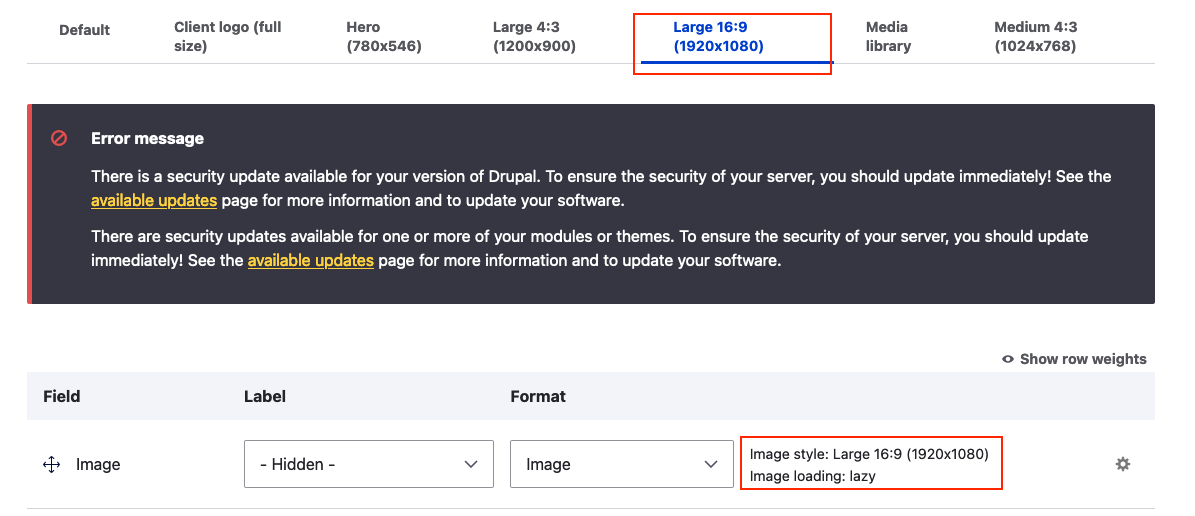 Default
Client logo (full
size)
Hero
(780x546)
Large 4:3
(1200x900)
Large 16:9
(1920x1080)
Media
library
Medium 4:3
(1024x768)
Error message
There is a security update available for your version of Drupal. To ensure the security of your server, you should update immediately! See the
available updates page for more information and to update your software.
There are security updates available for one or more of your modules or themes. To ensure the security of your server, you should update
immediately! See the available updates page for more information and to update your software.
Show row weights
Field Label Format
Image - Hidden - Image
Image style: Large 16:9 (1920x1080)
Image loading: lazy